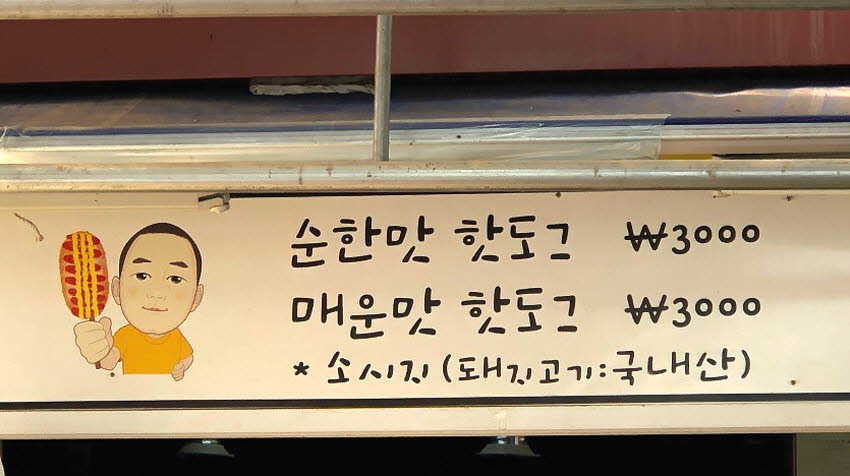 순한맛 핫도그 ₩3000
매운맛 핫도그 ₩3000
* 소시지(돼지고기:국내산)